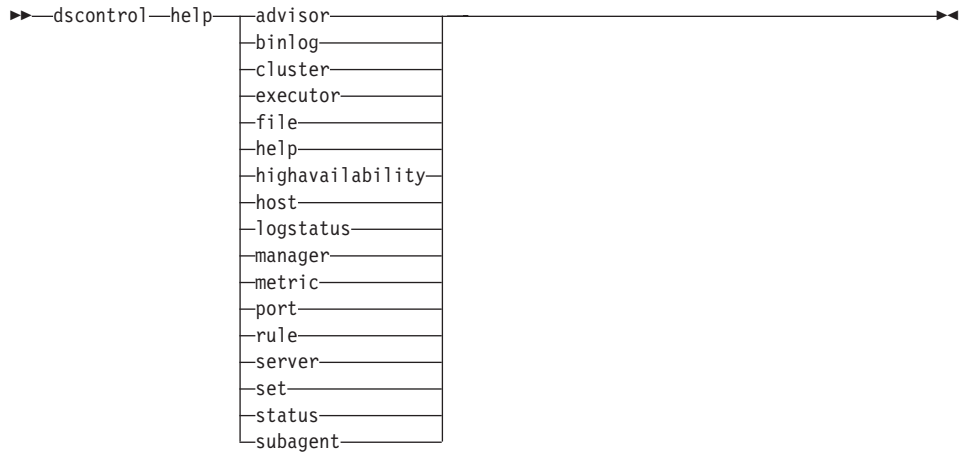 dscontrol help advisor
binlog
cluster
executor
file
help
highavailability
host
logstatus
manager
metric
port
rule
server
set
status
subagent